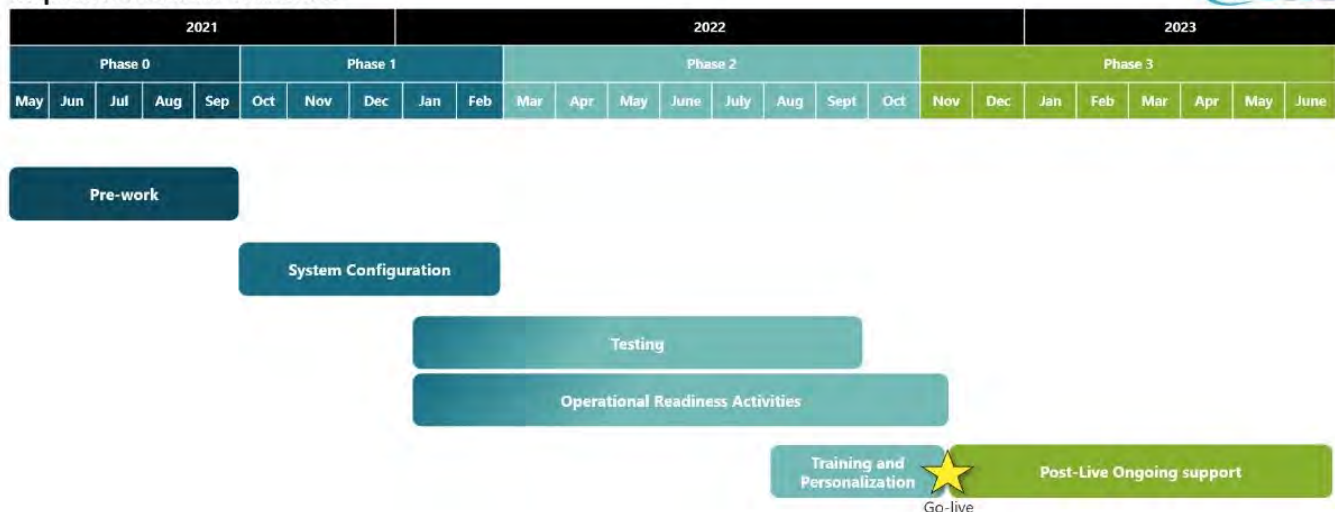 2021 2022 2023
Phase 0 Phase 1 Phase 2 Phase 3
May Jun Jul Aug Sep Oct Nov Dec Jan Feb Mar Apr May June July Aug Sept Oct Nov Dec Jan Feb Mar Apr May June
Pre-work
System Configuration
Testing
Operational Readiness Activities
Training and
Personalization
Post-Live Ongoing support
Go-live